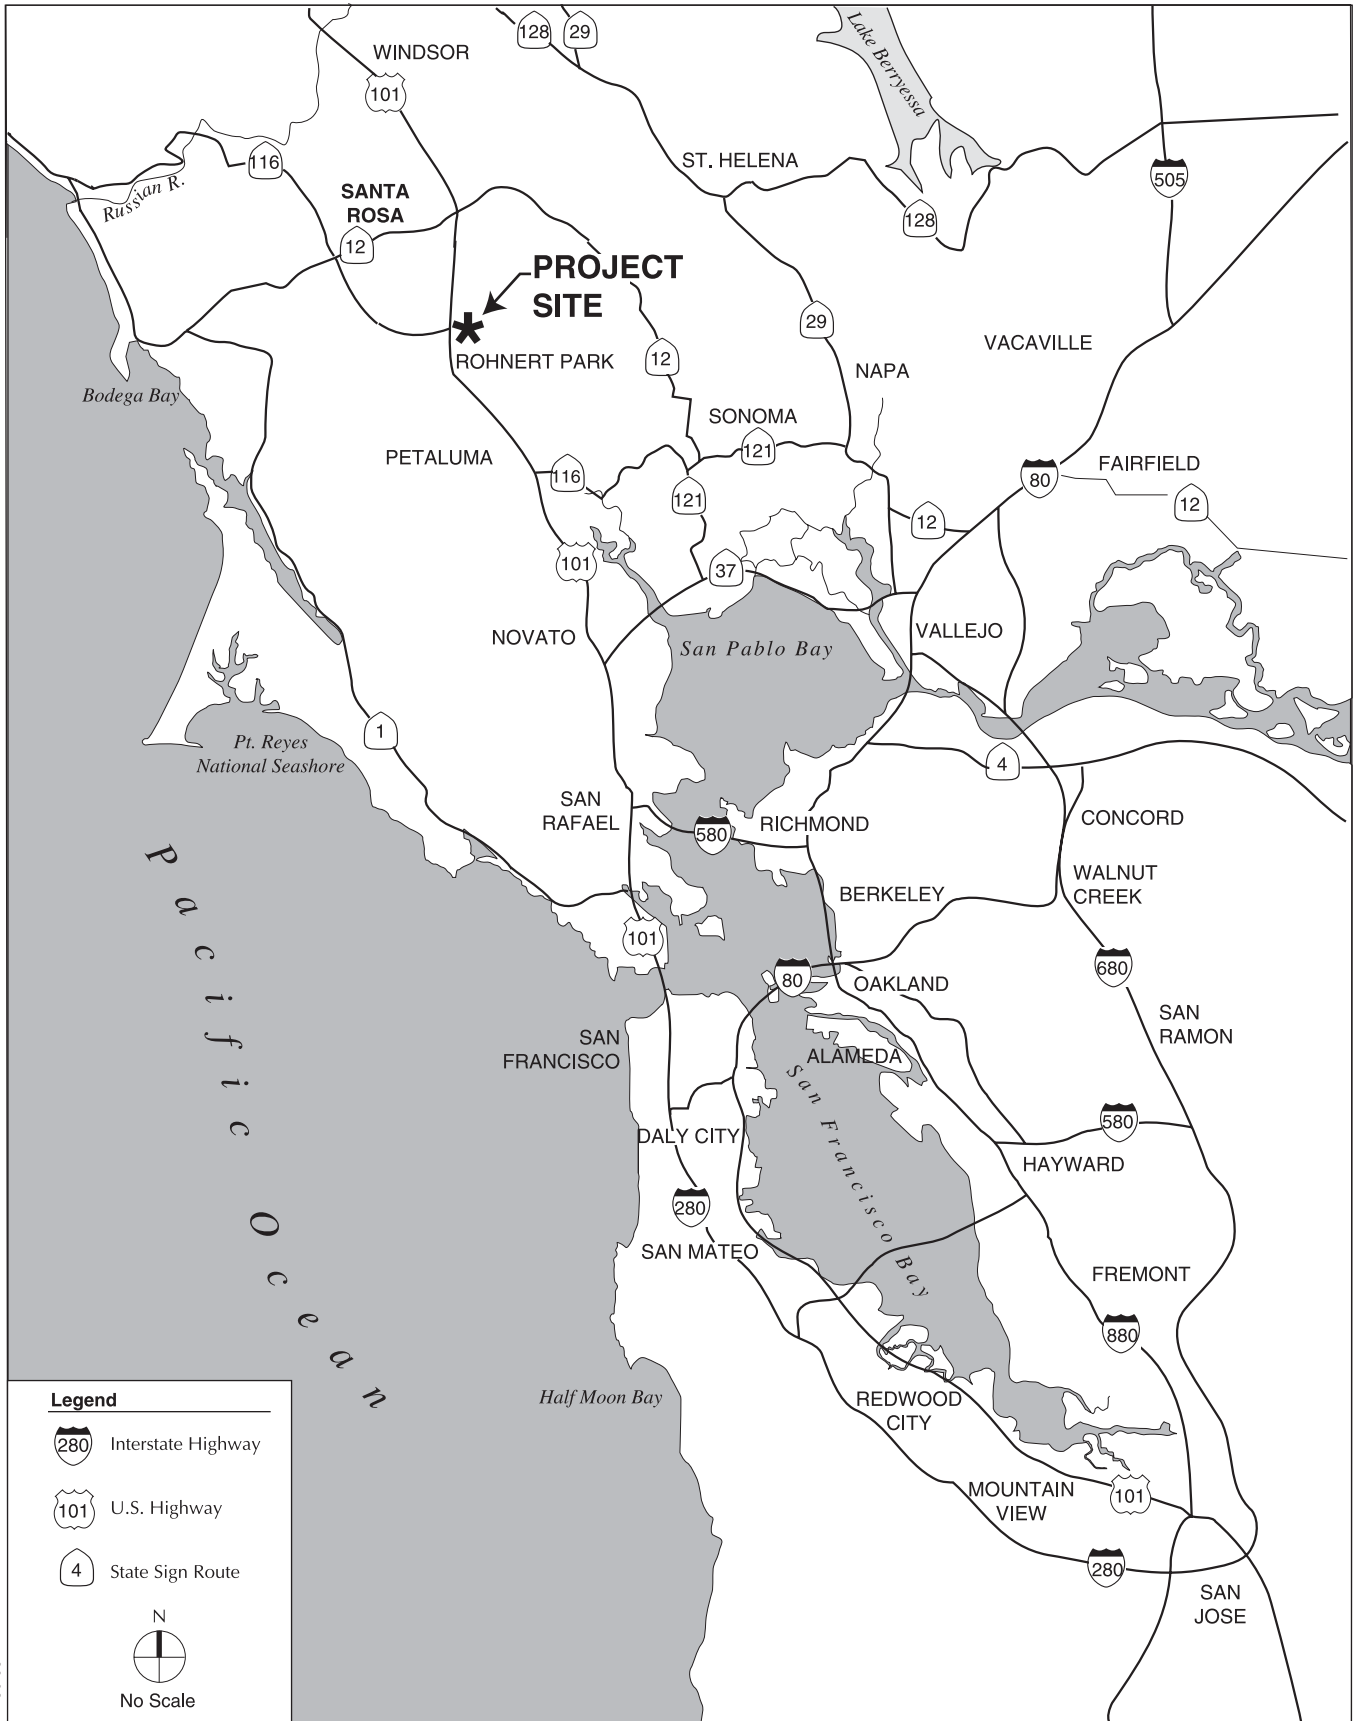 128
29
Lake Berryessa
WINDSOR
101
116
ST. HELENA
505
Russian R.
SANTA
ROSA
128
12
PROJECT
SITE
29
VACAVILLE
12
ROHNERT PARK
NAPA
Bodega Bay
SONOMA
121
PETALUMA
116
80
FAIRFIELD
121
12
12
101
37
NOVATO
San Pablo Bay
VALLEJO
1
Pt. Reyes
National Seashore
4
SAN
RAFAEL
580
RICHMOND
CONCORD
WALNUT
CREEK
BERKELEY
101
80
OAKLAND
680
SAN
RAMON
SAN
FRANCISCO
ALAMEDA
San Francisco Bay
Pacific Ocean
DALY CITY
580
HAYWARD
280
SAN MATEO
FREMONT
880
Half Moon Bay
REDWOOD
CITY
MOUNTAIN
VIEW
101
280
SAN
JOSE
Legend
280 Interstate Highway
101 U.S. Highway
4 State Sign Route
N
No Scale